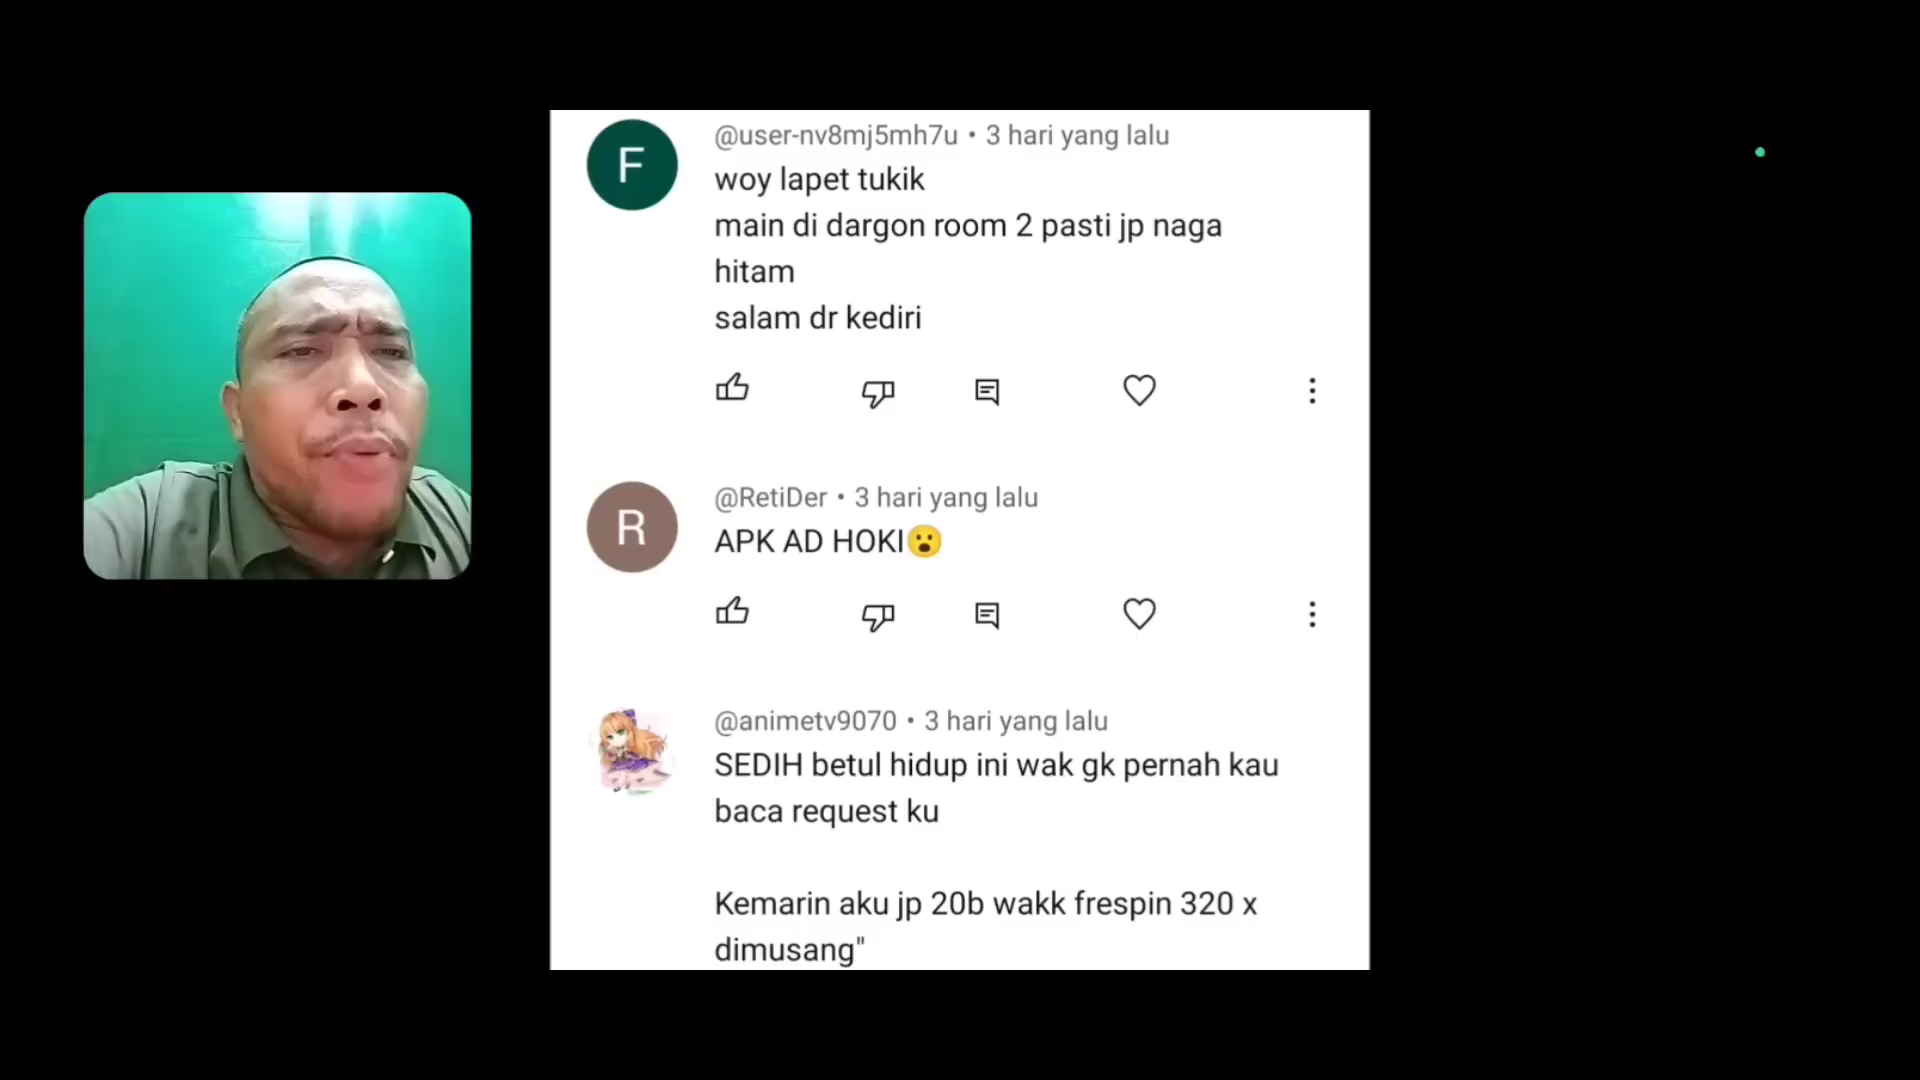 F
@user-nv8mj5mh7u • 3 hari yang lalu
woy lapet tukik
main di dargon room 2 pasti jp naga
hitam
salam dr kediri
R
@RetiDer • 3 hari yang lalu
APK AD HOKI😮
@animetv9070 • 3 hari yang lalu
SEDIH betul hidup ini wak gk pernah kau
baca request ku
Kemarin aku jp 20b wakk frespin 320 x
dimusang"